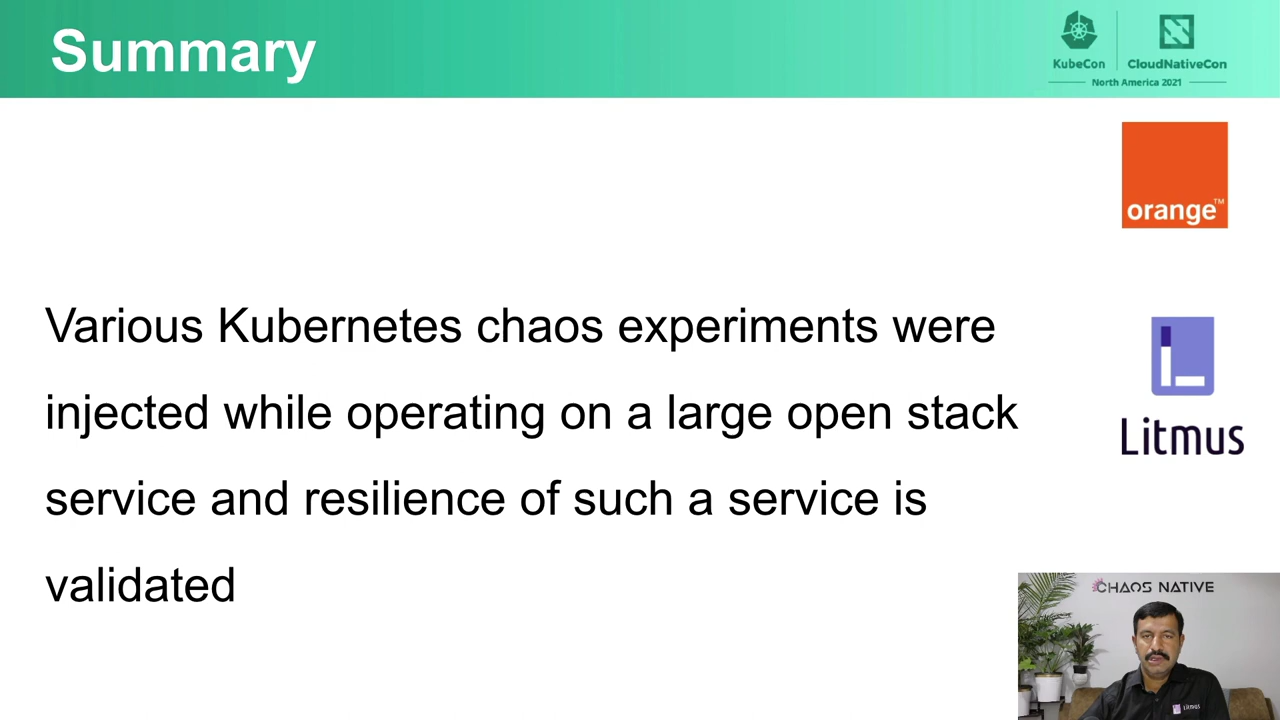 Summary
KubeCon
CloudNativeCon
North America 2021
orange™
Various Kubernetes chaos experiments were
injected while operating on a large open stack
service and resilience of such a service is
validated
Litmus
CHAOS NATIVE
Litmus